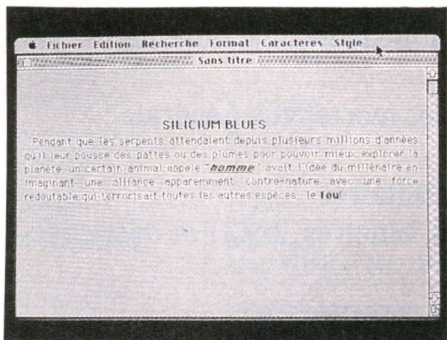 Fichier Edition Recherche Format Caracteres Style
Sans titre
SILICIUM BLUES
Pendant que les serpents attendaient depuis plusieurs millions d'années
qu'il leur pousse des pattes ou des plumes pour pouvoir mieux explorer la
planète, un certain animal appelé "homme" avait l'idée du millénaire en
imaginant une alliance apparemment contre-nature avec une force
redoutable qui terrorisait toutes les autres espèces : le feu!